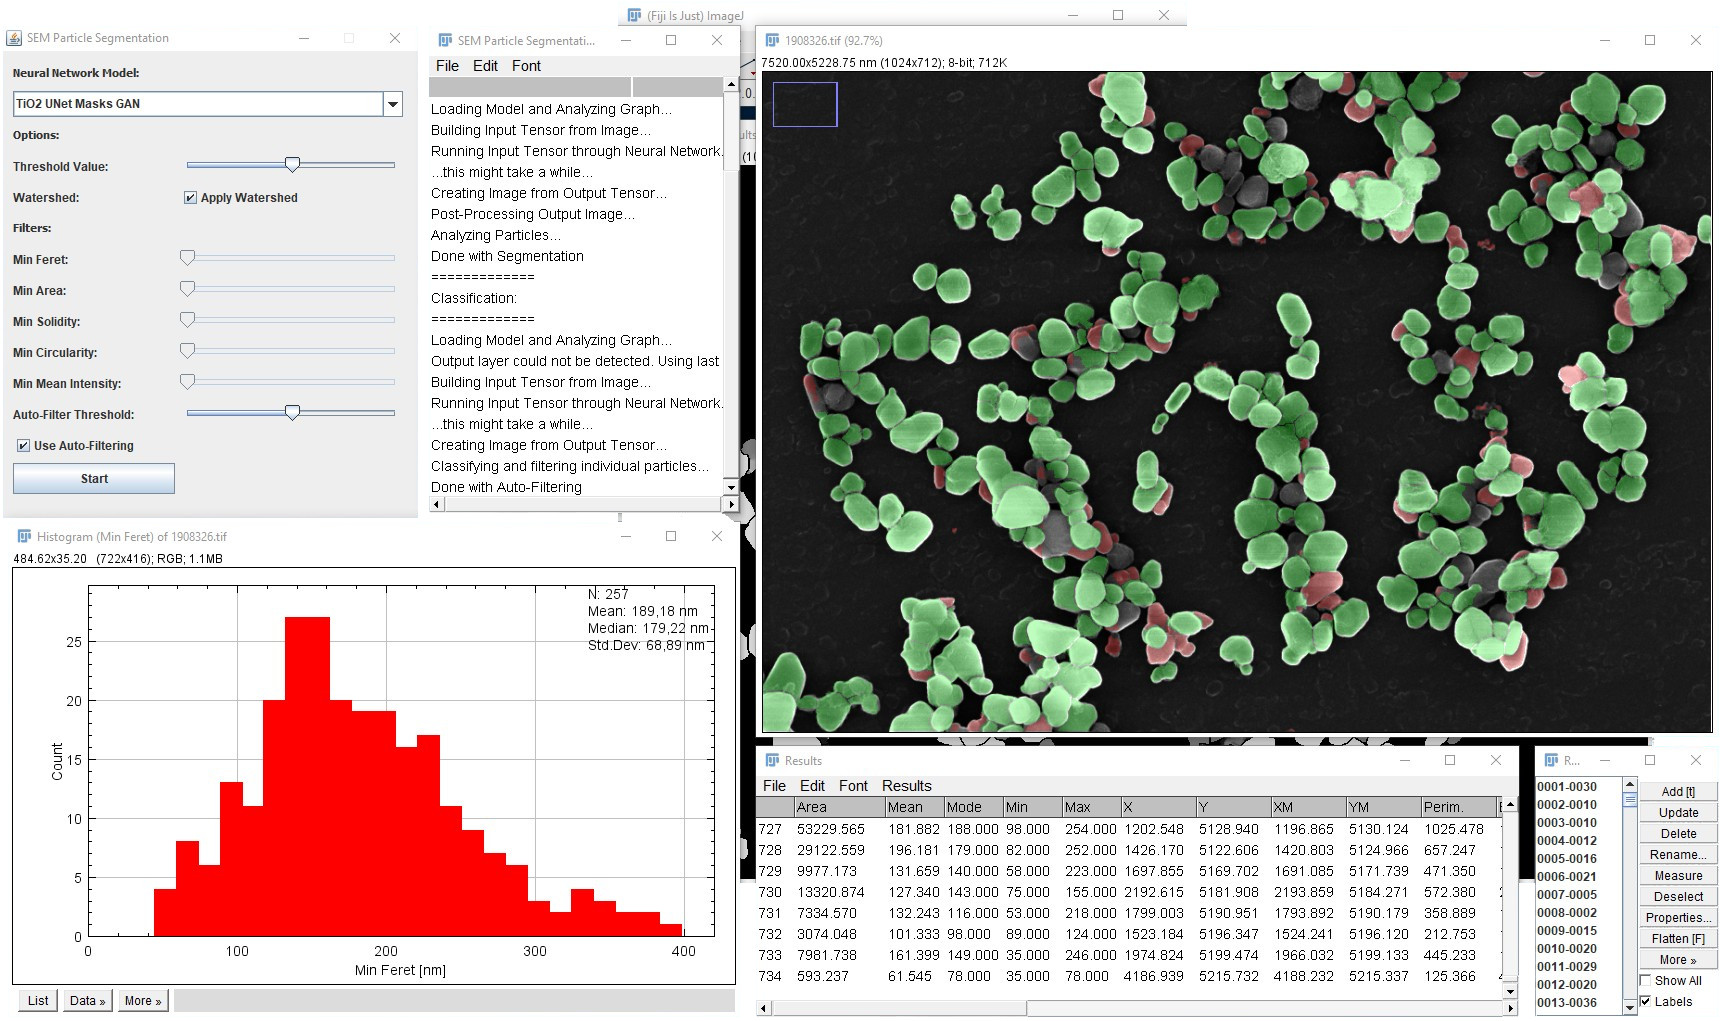 (Fiji Is Just) ImageJ
SEM Particle Segmentation
Neural Network Model:
TiO2 UNet Masks GAN
Options:
Threshold Value:
Watershed:
Apply Watershed
Filters:
Min Feret:
Min Area:
Min Solidity:
Min Circularity:
Min Mean Intensity:
Auto-Filter Threshold:
Use Auto-Filtering
Start
SEM Particle Segmentati...
File Edit Font
Loading Model and Analyzing Graph...
Building Input Tensor from Image...
Running Input Tensor through Neural Network.
...this might take a while...
Creating Image from Output Tensor...
Post-Processing Output Image...
Analyzing Particles...
Done with Segmentation
=============
Classification:
=============
Loading Model and Analyzing Graph...
Output layer could not be detected. Using last
Building Input Tensor from Image...
Running Input Tensor through Neural Network.
...this might take a while...
Creating Image from Output Tensor...
Classifying and filtering individual particles...
Done with Auto-Filtering
1908326.tif (92.7%)
7520.00x5228.75 nm (1024x712); 8-bit; 712K
Histogram (Min Feret) of 1908326.tif
484.62x35.20 (722x416); RGB; 1.1MB
N: 257
Mean: 189,18 nm
Median: 179,22 nm
Std.Dev: 68,89 nm
25
20
15
10
5
0
Count
0 100 200 300 400
Min Feret [nm]
List Data » More »
Results
File Edit Font Results
Area Mean Mode Min Max X Y XM YM Perim.
727 53229.565 181.882 188.000 98.000 254.000 1202.548 5128.940 1196.865 5130.124 1025.478
728 29122.559 196.181 179.000 82.000 252.000 1426.170 5122.606 1420.803 5124.966 657.247
729 9977.173 131.659 140.000 58.000 223.000 1697.855 5169.702 1691.085 5171.739 471.350
730 13320.874 127.340 143.000 75.000 155.000 2192.615 5181.908 2193.859 5184.271 572.380
731 7334.570 132.243 116.000 53.000 218.000 1799.003 5190.951 1793.892 5190.179 358.889
732 3074.048 101.333 98.000 89.000 124.000 1523.184 5196.347 1524.241 5196.120 212.753
733 7981.738 161.399 149.000 35.000 246.000 1974.824 5199.474 1966.032 5199.133 445.233
734 593.237 61.545 78.000 35.000 78.000 4186.939 5215.732 4188.232 5215.337 125.366
R...
0001-0030
0002-0010
0003-0010
0004-0012
0005-0016
0006-0021
0007-0005
0008-0002
0009-0015
0010-0020
0011-0029
0012-0020
0013-0036
Add [t]
Update
Delete
Rename...
Measure
Deselect
Properties...
Flatten [F]
More »
Show All
Labels